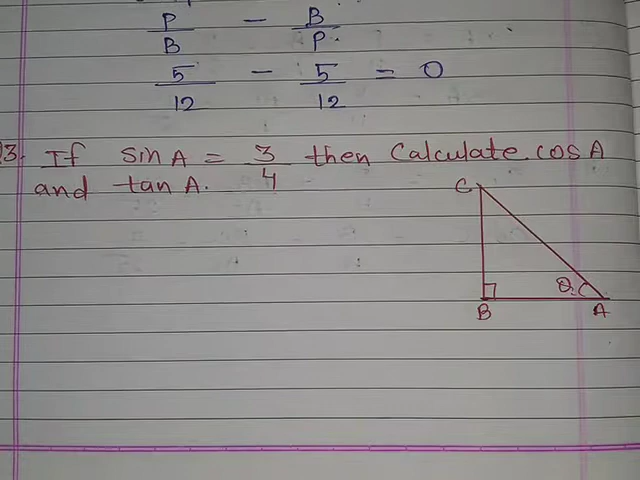 P/B - B/P.
5/12 - 5/12 = 0
3. If sin A = 3/4 then Calculate cos A
and tan A.
C
θ
B A